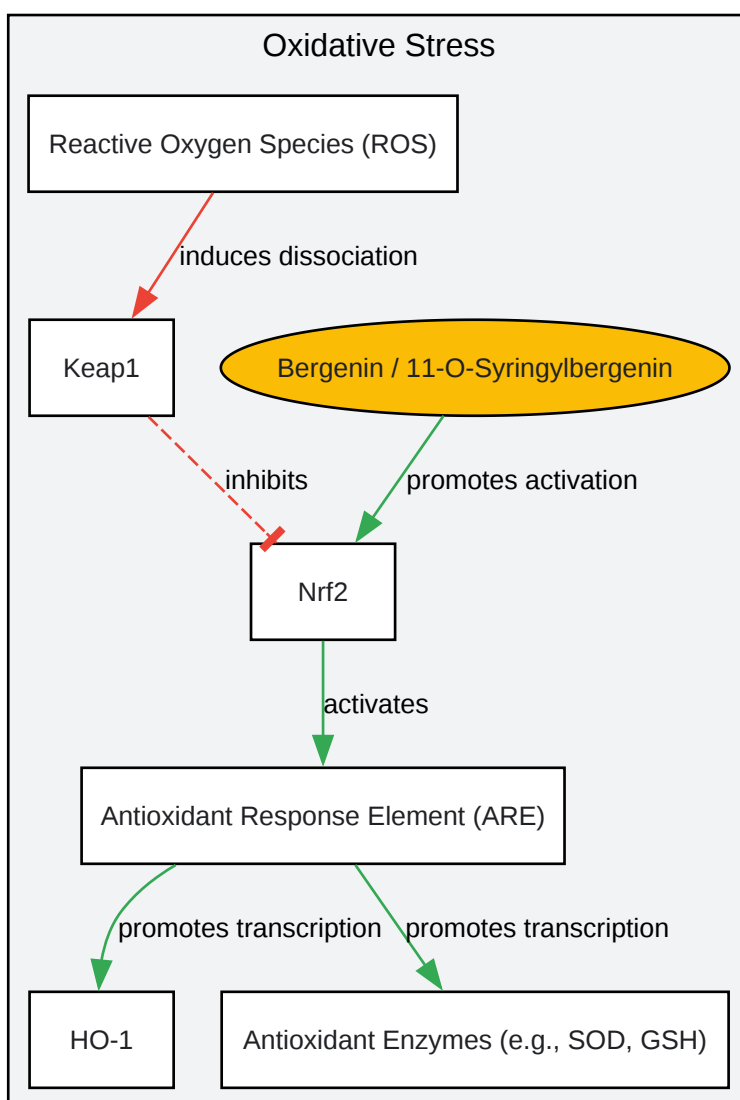 Oxidative Stress
Reactive Oxygen Species (ROS)
induces dissociation
Keap1
Bergenin / 11-O-Syringylbergenin
inhibits
promotes activation
Nrf2
activates
Antioxidant Response Element (ARE)
promotes transcription
promotes transcription
HO-1
Antioxidant Enzymes (e.g., SOD, GSH)